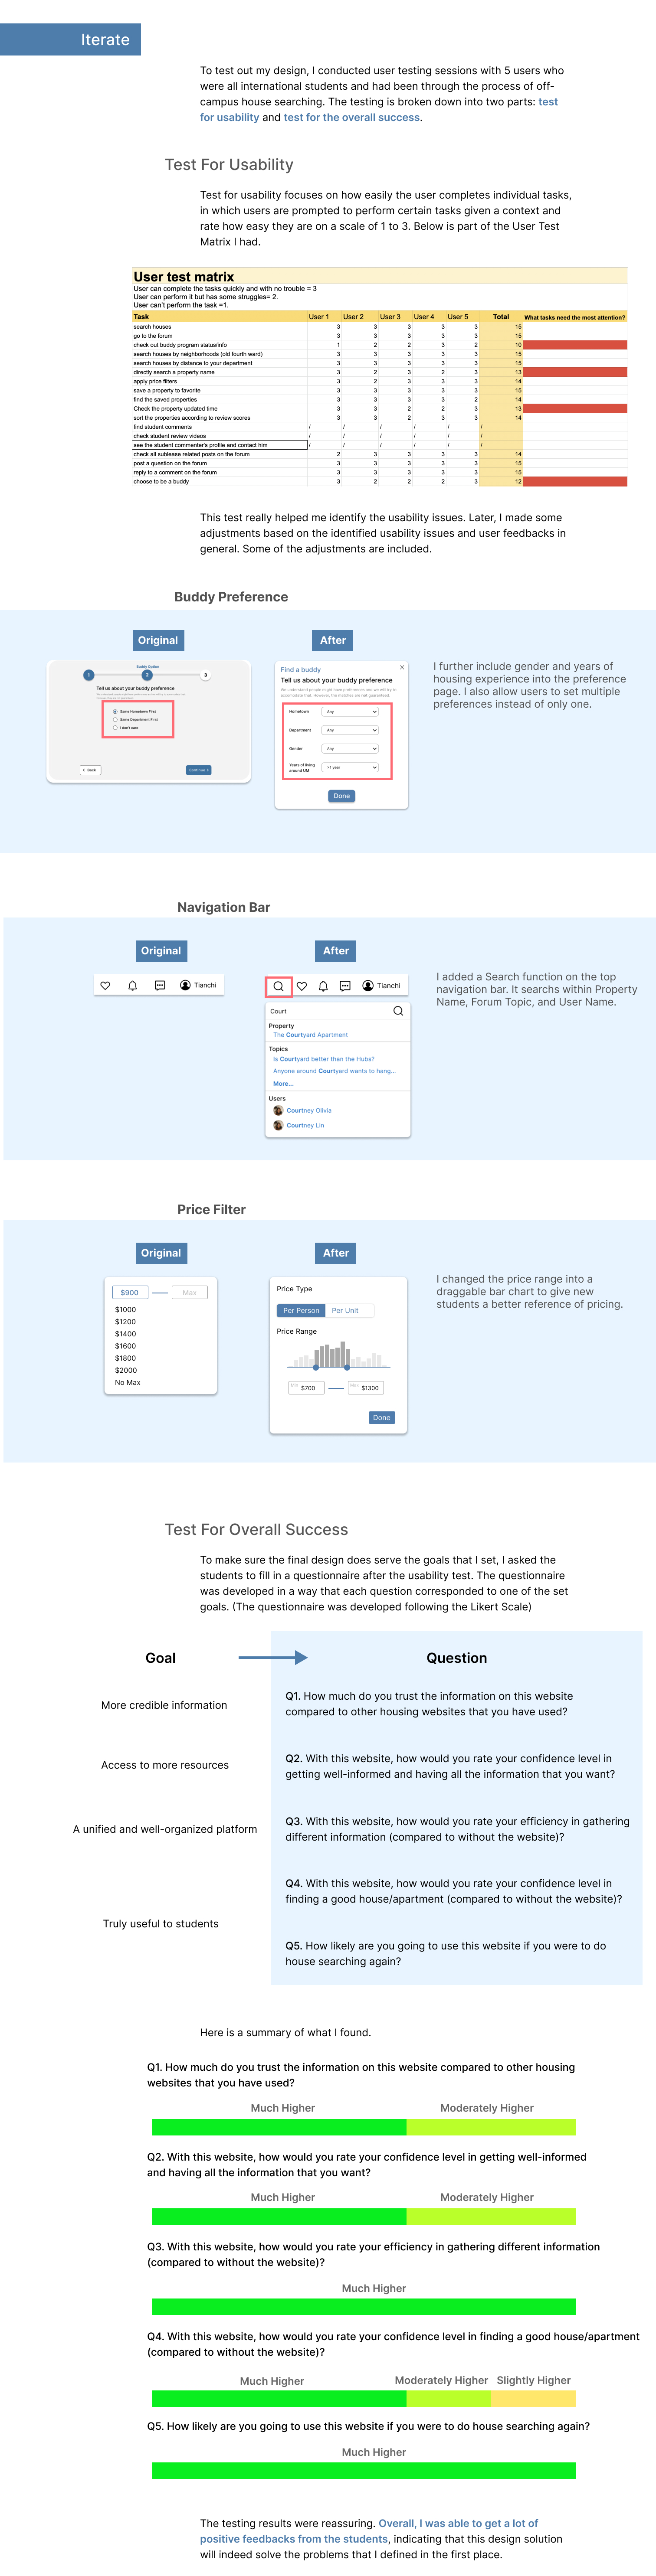 Iterate
To test out my design, I conducted user testing sessions with 5 users who
were all international students and had been through the process of off-
campus house searching. The testing is broken down into two parts: test
for usability and test for the overall success.
Test For Usability
Test for usability focuses on how easily the user completes individual tasks,
in which users are prompted to perform certain tasks given a context and
rate how easy they are on a scale of 1 to 3. Below is part of the User Test
Matrix I had.
User test matrix
User can complete the tasks quickly and with no trouble = 3
User can perform it but has some struggles= 2.
User can't perform the task =1.
Task User 1 User 2 User 3 User 4 User 5 Total What tasks need the most attention?
search houses 3 3 3 3 3 15
go to the forum 3 3 3 3 3 15
check out buddy program status/info 1 2 2 3 2 10
search houses by neighborhoods (old fourth ward) 3 3 3 3 3 15
search houses by distance to your department 3 3 3 3 3 15
directly search a property name 3 2 3 2 3 13
apply price filters 3 2 3 3 3 14
save a property to favorite 3 3 3 3 3 15
find the saved properties 3 3 3 3 2 14
Check the property updated time 3 3 2 2 3 13
sort the properties according to review scores 3 3 2 3 3 14
find student comments / / / / / /
check student review videos / / / / / /
see the student commenter's profile and contact him / / / / / /
check all sublease related posts on the forum 2 3 3 3 3 14
post a question on the forum 3 3 3 3 3 15
reply to a comment on the forum 3 3 3 3 3 15
choose to be a buddy 3 2 2 2 3 12
This test really helped me identify the usability issues. Later, I made some
adjustments based on the identified usability issues and user feedbacks in
general. Some of the adjustments are included.
Buddy Preference
Original
After
Buddy Option
1 2 3
Tell us about your buddy preference
Same Hometown First
Same Department First
I don't care
< Back
Continue >
Find a buddy
Tell us about your buddy preference
We understand people might have preferences and we will try to
accomodate that. However, the matches are not guaranteed.
Hometown Any
Department Any
Gender Any
Years of living
around UM >1 year
Done
I further include gender and years of
housing experience into the preference
page. I also allow users to set multiple
preferences instead of only one.
Navigation Bar
Original
After
Tianchi
Tianchi
Court
Property
The Courtyard Apartment
Topics
Is Courtyard better than the Hubs?
Anyone around Courtyard wants to hang...
More...
Users
Courtney Olivia
Courtney Lin
I added a Search function on the top
navigation bar. It searchs within Property
Name, Forum Topic, and User Name.
Price Filter
Original
After
$900
Max
$1000
$1200
$1400
$1600
$1800
$2000
No Max
Price Type
Per Person Per Unit
Price Range
$700
$1300
Done
I changed the price range into a
draggable bar chart to give new
students a better reference of pricing.
Test For Overall Success
To make sure the final design does serve the goals that I set, I asked the
students to fill in a questionnaire after the usability test. The questionnaire
was developed in a way that each question corresponded to one of the set
goals. (The questionnaire was developed following the Likert Scale)
Goal
Question
More credible information
Q1. How much do you trust the information on this website
compared to other housing websites that you have used?
Access to more resources
Q2. With this website, how would you rate your confidence level in
getting well-informed and having all the information that you want?
A unified and well-organized platform
Q3. With this website, how would you rate your efficiency in gathering
different information (compared to without the website)?
Q4. With this website, how would you rate your confidence level in
finding a good house/apartment (compared to without the website)?
Truly useful to students
Q5. How likely are you going to use this website if you were to do
house searching again?
Here is a summary of what I found.
Q1. How much do you trust the information on this website compared to other housing
websites that you have used?
Much Higher Moderately Higher
Q2. With this website, how would you rate your confidence level in getting well-informed
and having all the information that you want?
Much Higher Moderately Higher
Q3. With this website, how would you rate your efficiency in gathering different information
(compared to without the website)?
Much Higher
Q4. With this website, how would you rate your confidence level in finding a good house/apartment
(compared to without the website)?
Much Higher Moderately Higher Slightly Higher
Q5. How likely are you going to use this website if you were to do house searching again?
Much Higher
The testing results were reassuring. Overall, I was able to get a lot of
positive feedbacks from the students, indicating that this design solution
will indeed solve the problems that I defined in the first place.